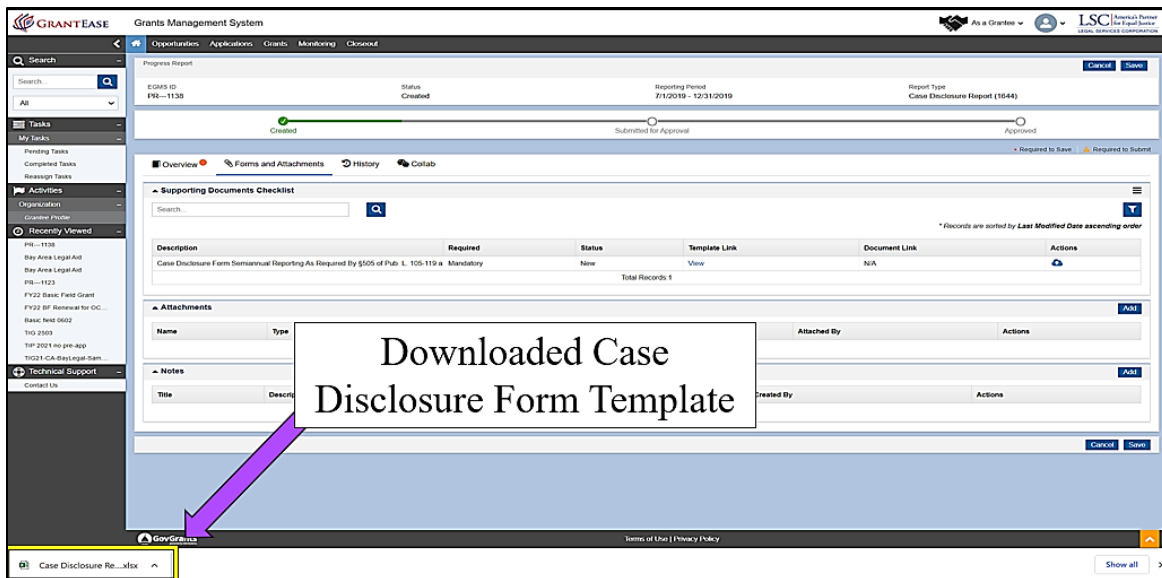 GRANTEASE
Grants Management System
As a Grantee
LSC America's Partner for Equal Justice
LEGAL SERVICES CORPORATION
Opportunities Applications Grants Monitoring Closeout
Search
Search...
All
Tasks
My Tasks
Pending Tasks
Completed Tasks
Reassign Tasks
Activities
Organization
Grantee Profile
Recently Viewed
PR---1138
Bay Area Legal Aid
Bay Area Legal Aid
PR---1123
FY22 Basic Field Grant
FY22 BF Renewal for OC...
Basic field 0602
TIG 2503
TIP 2021 no pre-app
TIG21-CA-BayLegal-Sam...
Technical Support
Contact Us
Progress Report
Cancel Save
EGMS ID Status Reporting Period Report Type
PR---1138 Created 7/1/2019 - 12/31/2019 Case Disclosure Report (1644)
Created Submitted for Approval Approved
Required to Save Required to Submit
Overview Forms and Attachments History Collab
Supporting Documents Checklist
Search...
* Records are sorted by Last Modified Date ascending order
Description Required Status Template Link Document Link Actions
Case Disclosure Form Semiannual Reporting As Required By §505 of Pub. L. 105-119 a Mandatory New View N/A
Total Records:1
Attachments Add
Name Type Attached By Actions
Notes Add
Title Descrip Created By Actions
Downloaded Case
Disclosure Form Template
Cancel Save
GovGrants
Terms of Use | Privacy Policy
Case Disclosure Re....xlsx
Show all